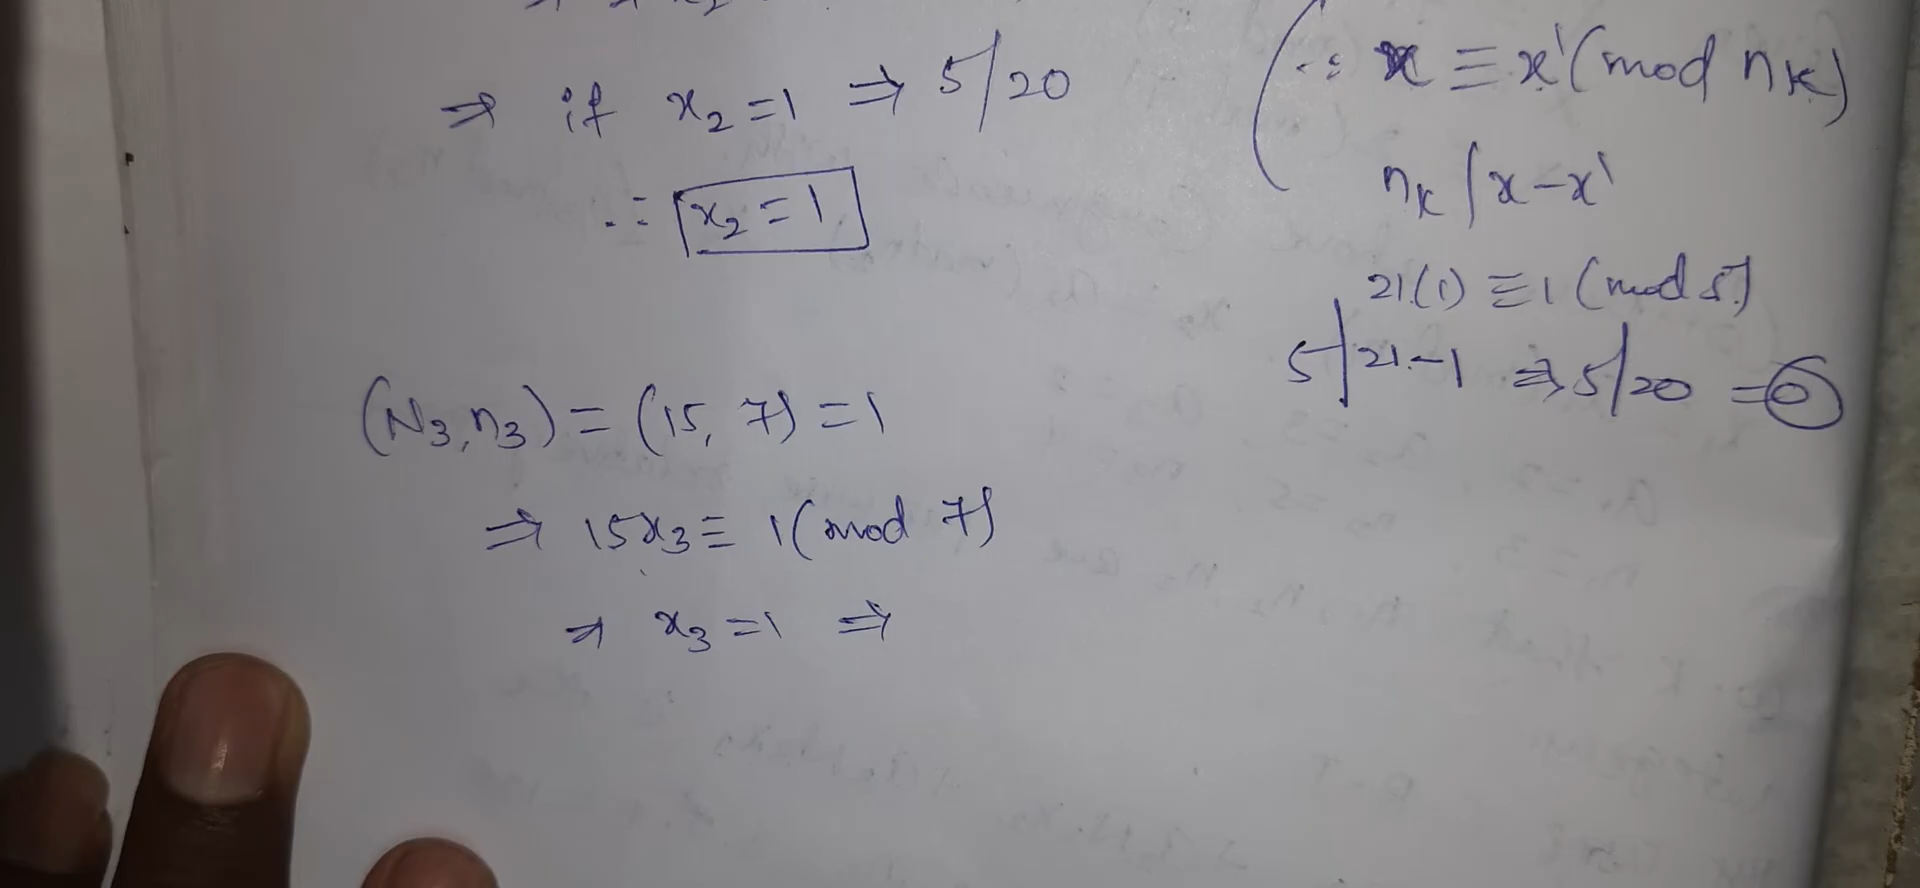 ⇒ if x₂ = 1 ⇒ 5/20
∴ x₂ = 1
(N₃, n₃) = (15, 7) = 1
⇒ 15x₃ ≡ 1 (mod 7)
⇒ x₃ = 1 ⇒
(∵ x ≡ x' (mod nₖ)
nₖ / x - x'
21(1) ≡ 1 (mod 5)
5/21-1 ⇒ 5/20 = 0